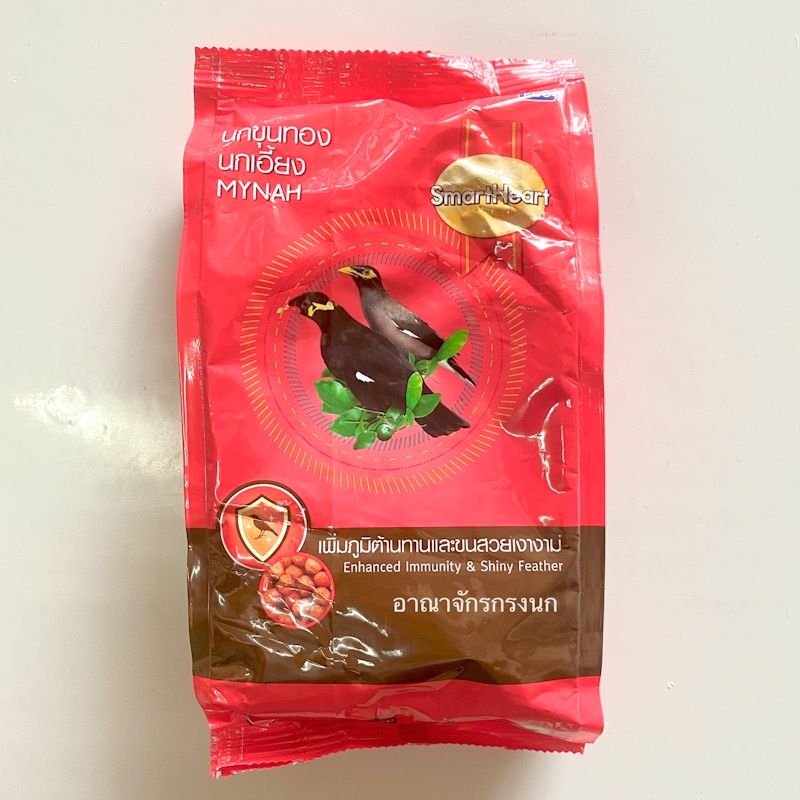 นกขุนทอง
นกเอี้ยง
MYNAH
SmartHeart
เพิ่มภูมิต้านทานและขนสวยเงางาม
Enhanced Immunity & Shiny Feather
อาณาจักรกรงนก